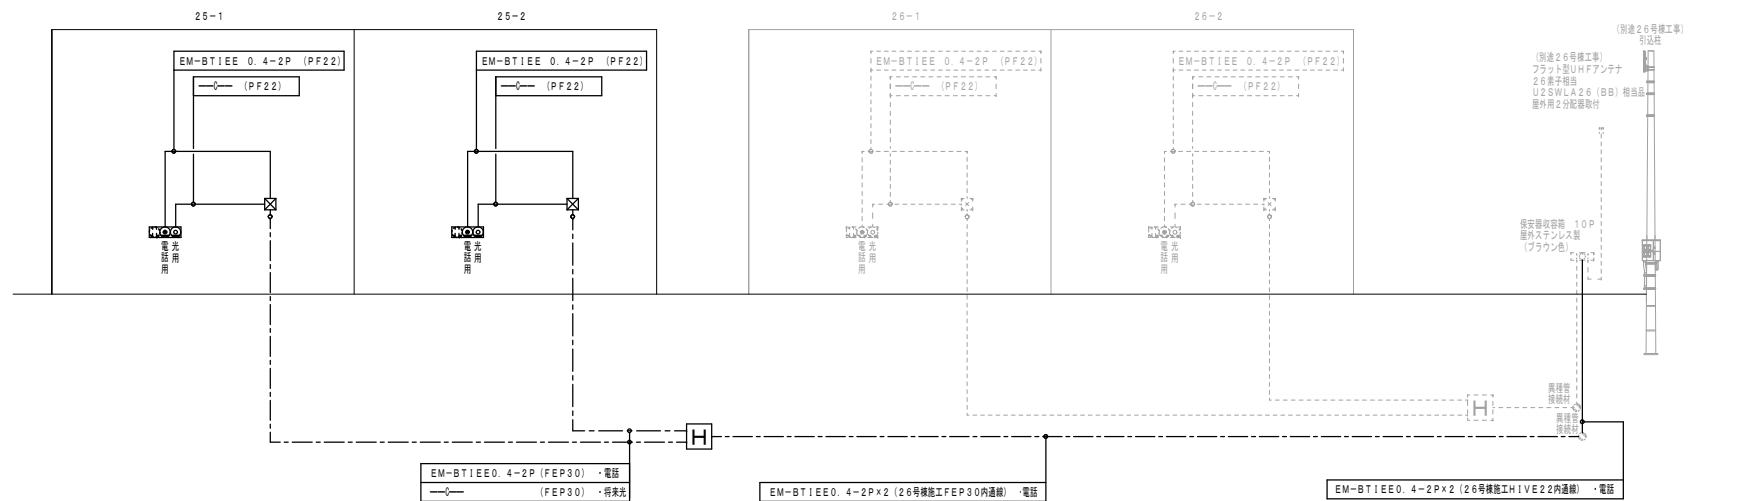 25-1
25-2
26-1
26-2
EM-BTIEE 0.4-2P (PF22)
—C— (PF22)
EM-BTIEE 0.4-2P (PF22)
—C— (PF22)
EM-BTIEE 0.4-2P (PF22)
—C— (PF22)
EM-BTIEE 0.4-2P (PF22)
—C— (PF22)
(別途26号棟工事)
引込柱
(別途26号棟工事)
フラット型UHFアンテナ
26素子相当
U2SWLA26(BB)相当品
屋外用2分配器取付
電話用
光用
電話用
光用
電話用
光用
電話用
光用
保安器収容箱 10P
屋外ステンレス製
(ブラウン色)
異種管
接続材
H
異種管
接続材
H
EM-BTIEE0.4-2P(FEP30) ・電話
—C— (FEP30) ・将来光
EM-BTIEE0.4-2P×2(26号棟施工FEP30内通線) ・電話
EM-BTIEE0.4-2P×2(26号棟施工HIVE22内通線) ・電話